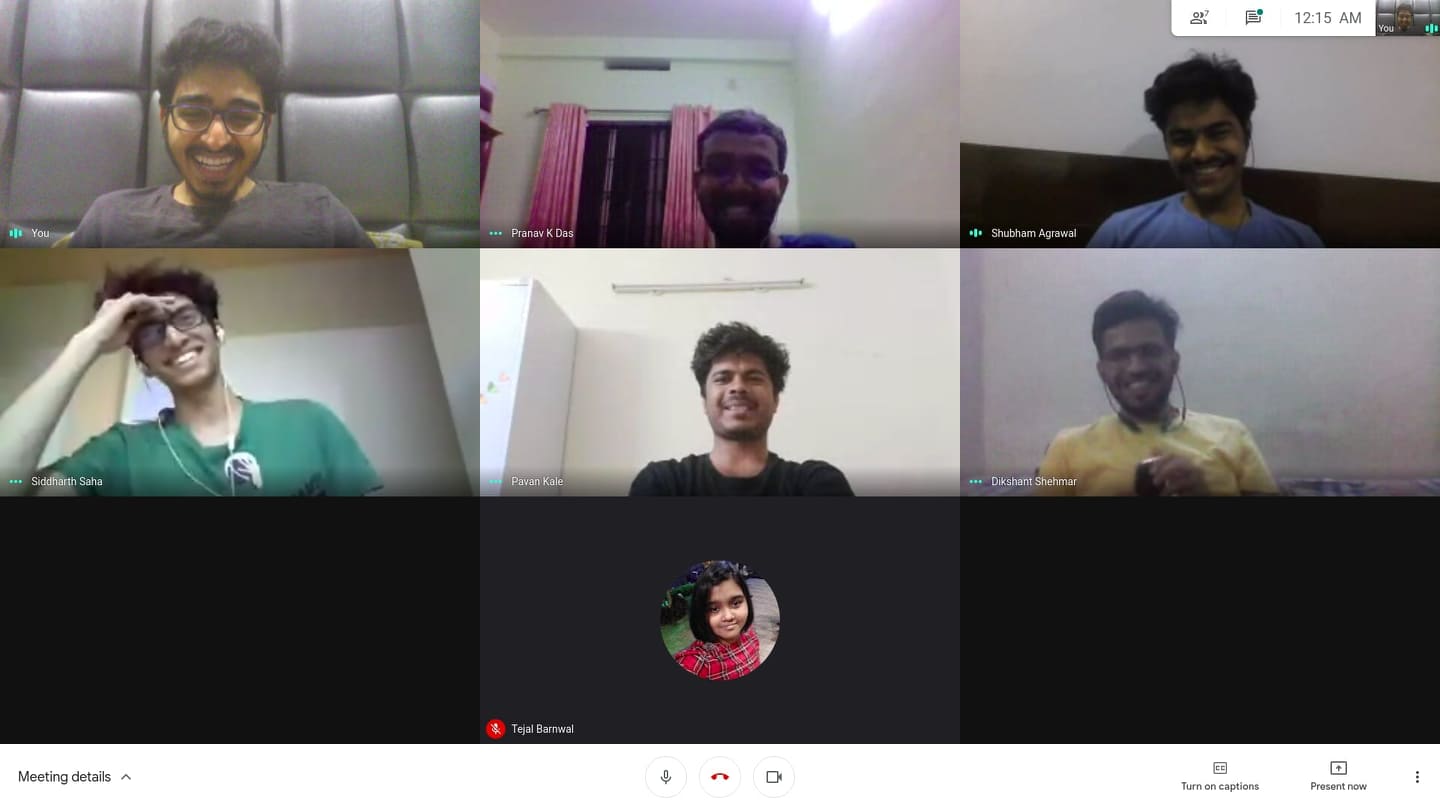 7
12:15 AM
You
You
Pranav K Das
Shubham Agrawal
Siddharth Saha
Pavan Kale
Dikshant Shehmar
Tejal Barnwal
Meeting details
CC
Turn on captions
Present now